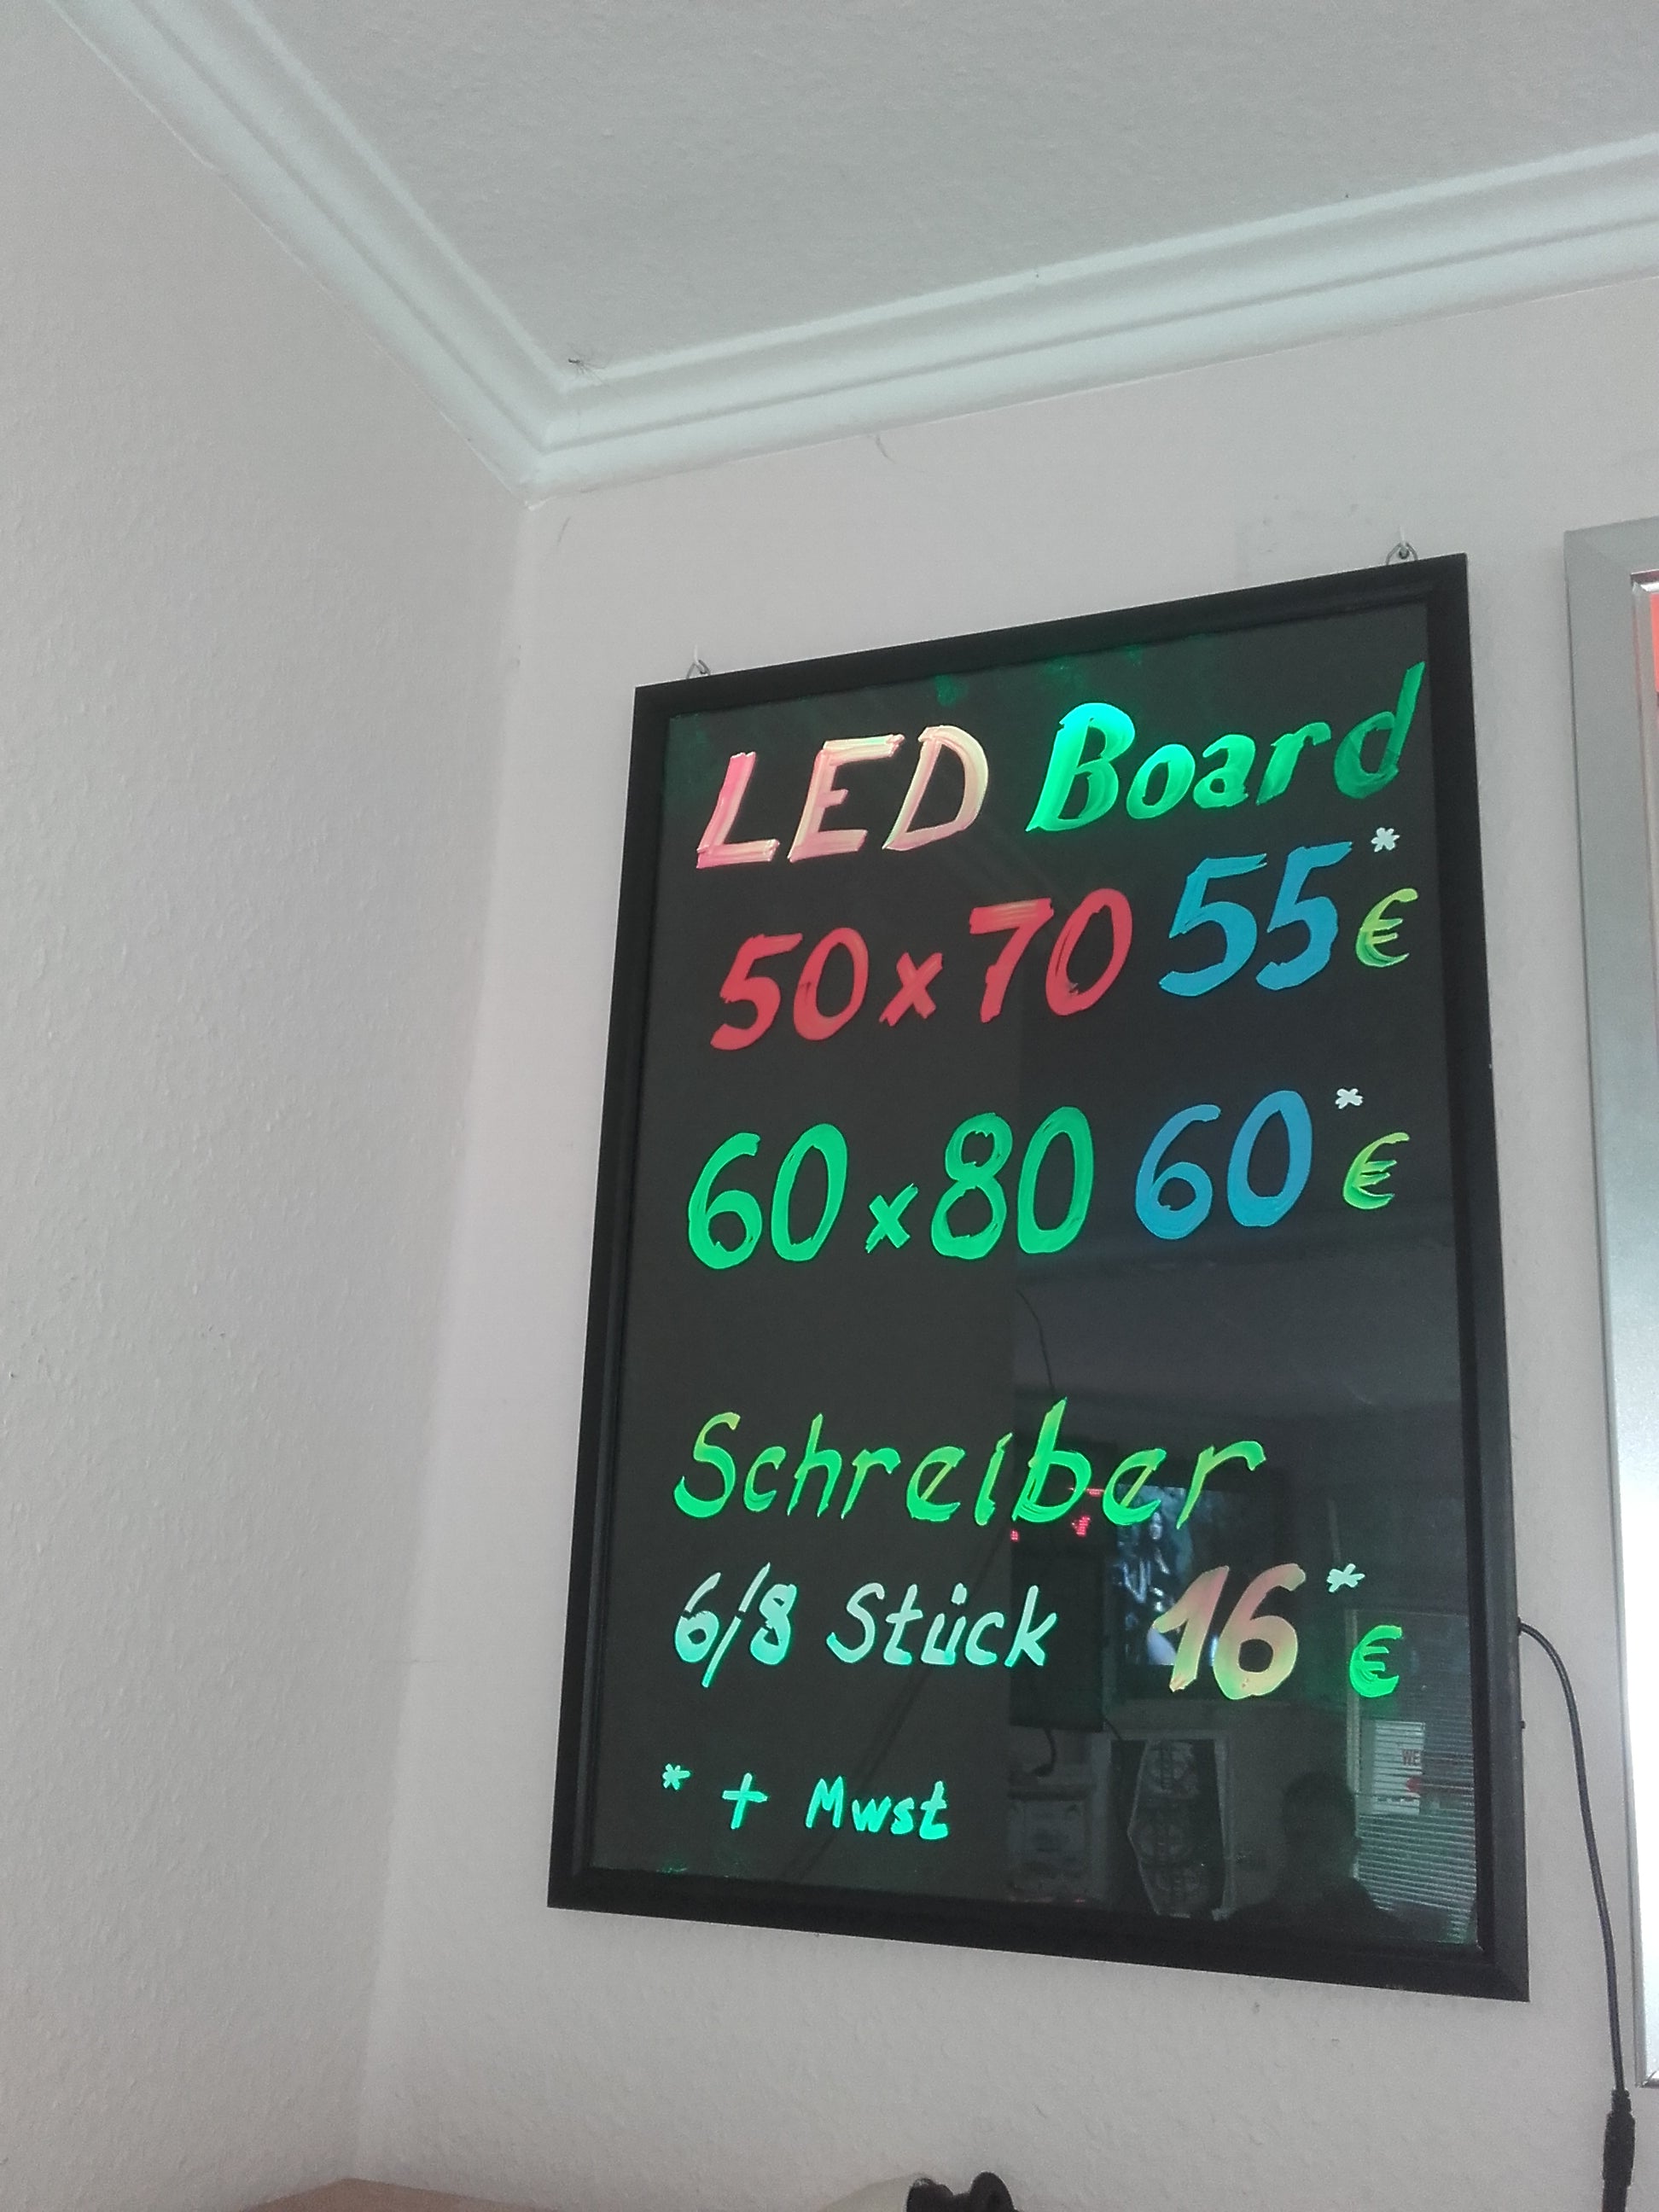 LED Board
50x70 55* €
60x80 60* €
Schreiber
6/8 Stück 16* €
* + Mwst